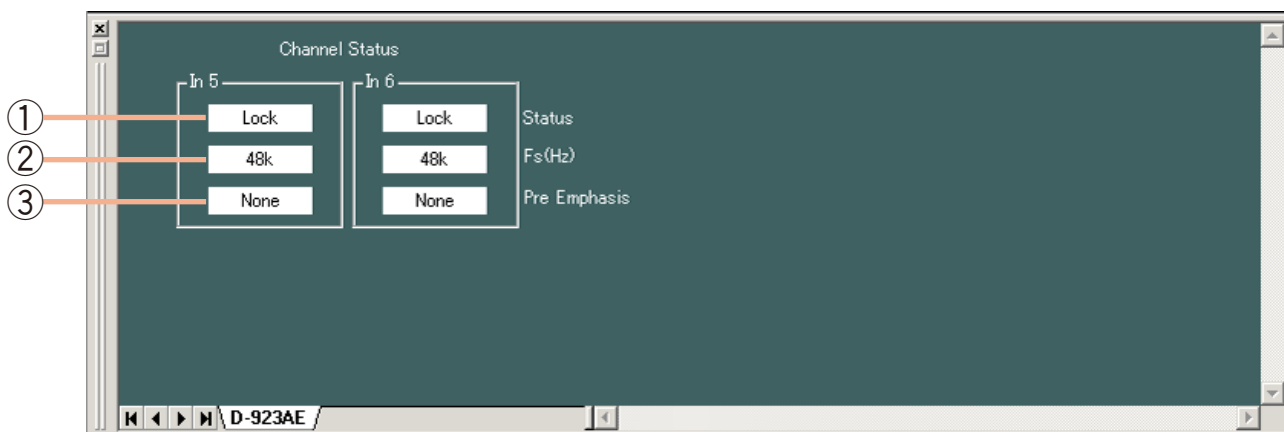 Channel Status
In 5 In 6
① Lock Lock Status
② 48k 48k Fs(Hz)
③ None None Pre Emphasis
D-923AE